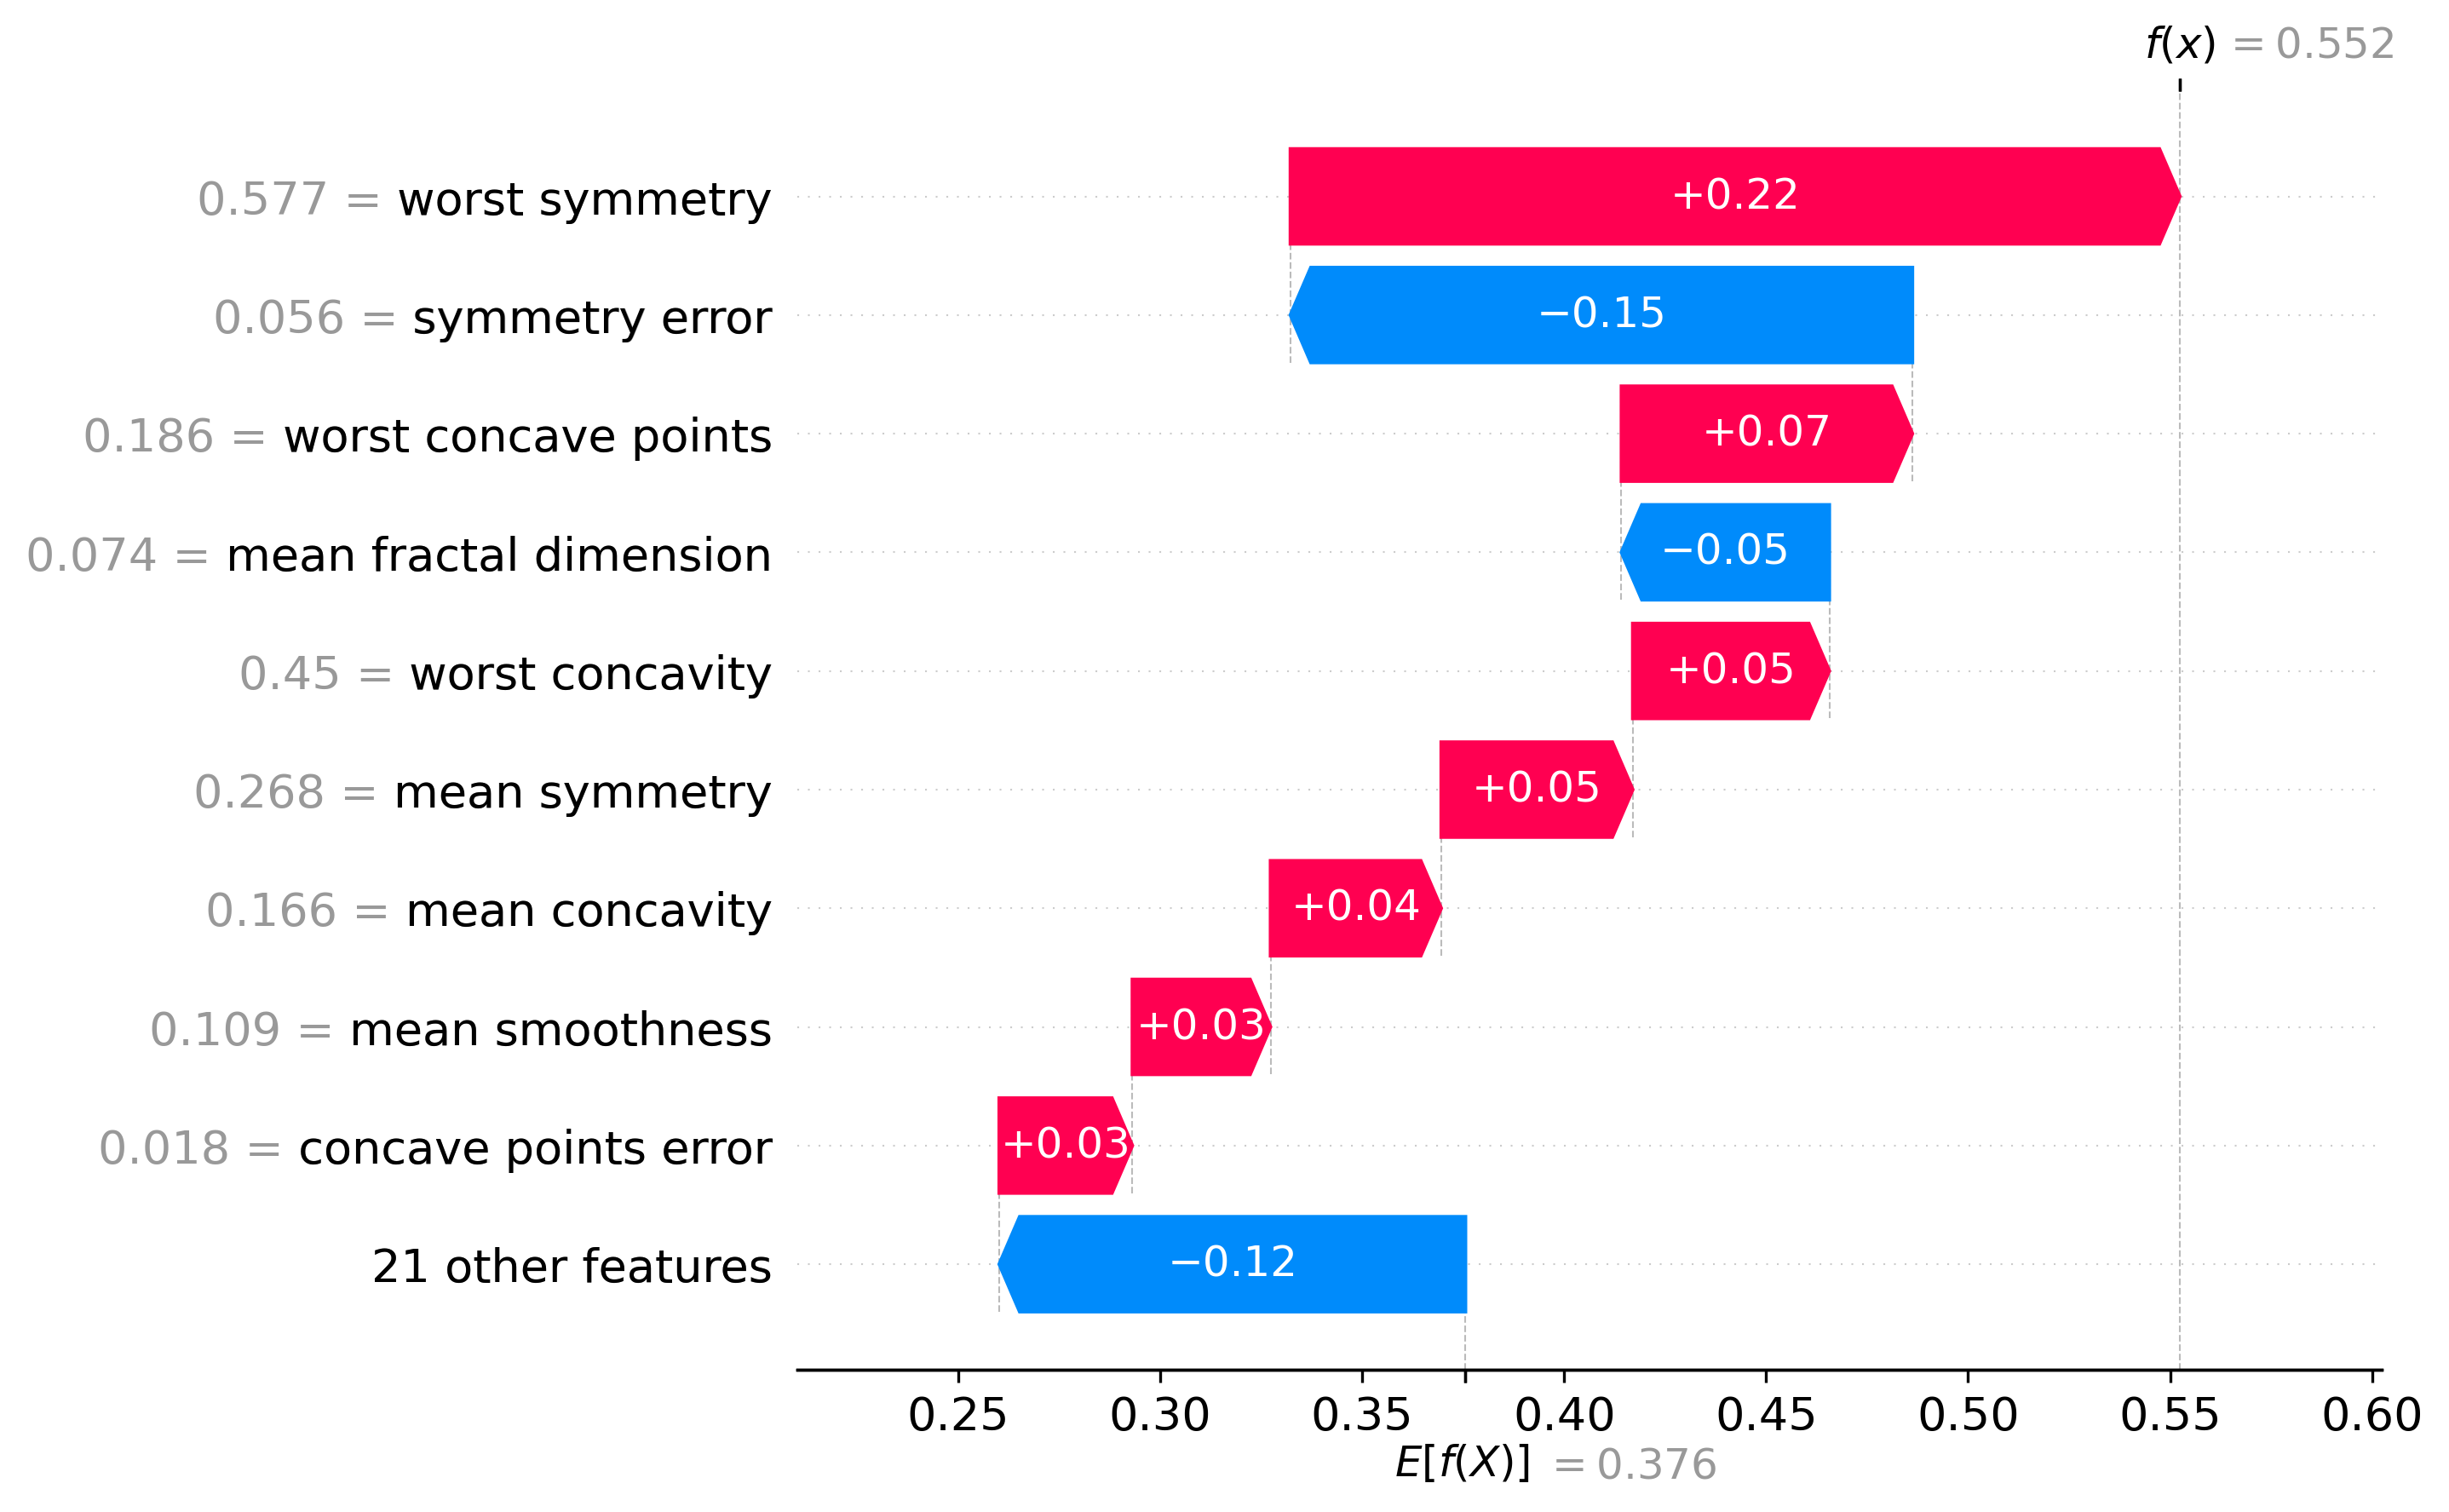 f(x) = 0.552
0.577 = worst symmetry
+0.22
0.056 = symmetry error
−0.15
0.186 = worst concave points
+0.07
0.074 = mean fractal dimension
−0.05
0.45 = worst concavity
+0.05
0.268 = mean symmetry
+0.05
0.166 = mean concavity
+0.04
0.109 = mean smoothness
+0.03
0.018 = concave points error
+0.03
21 other features
−0.12
0.25 0.30 0.35 0.40 0.45 0.50 0.55 0.60
E[f(X)] = 0.376